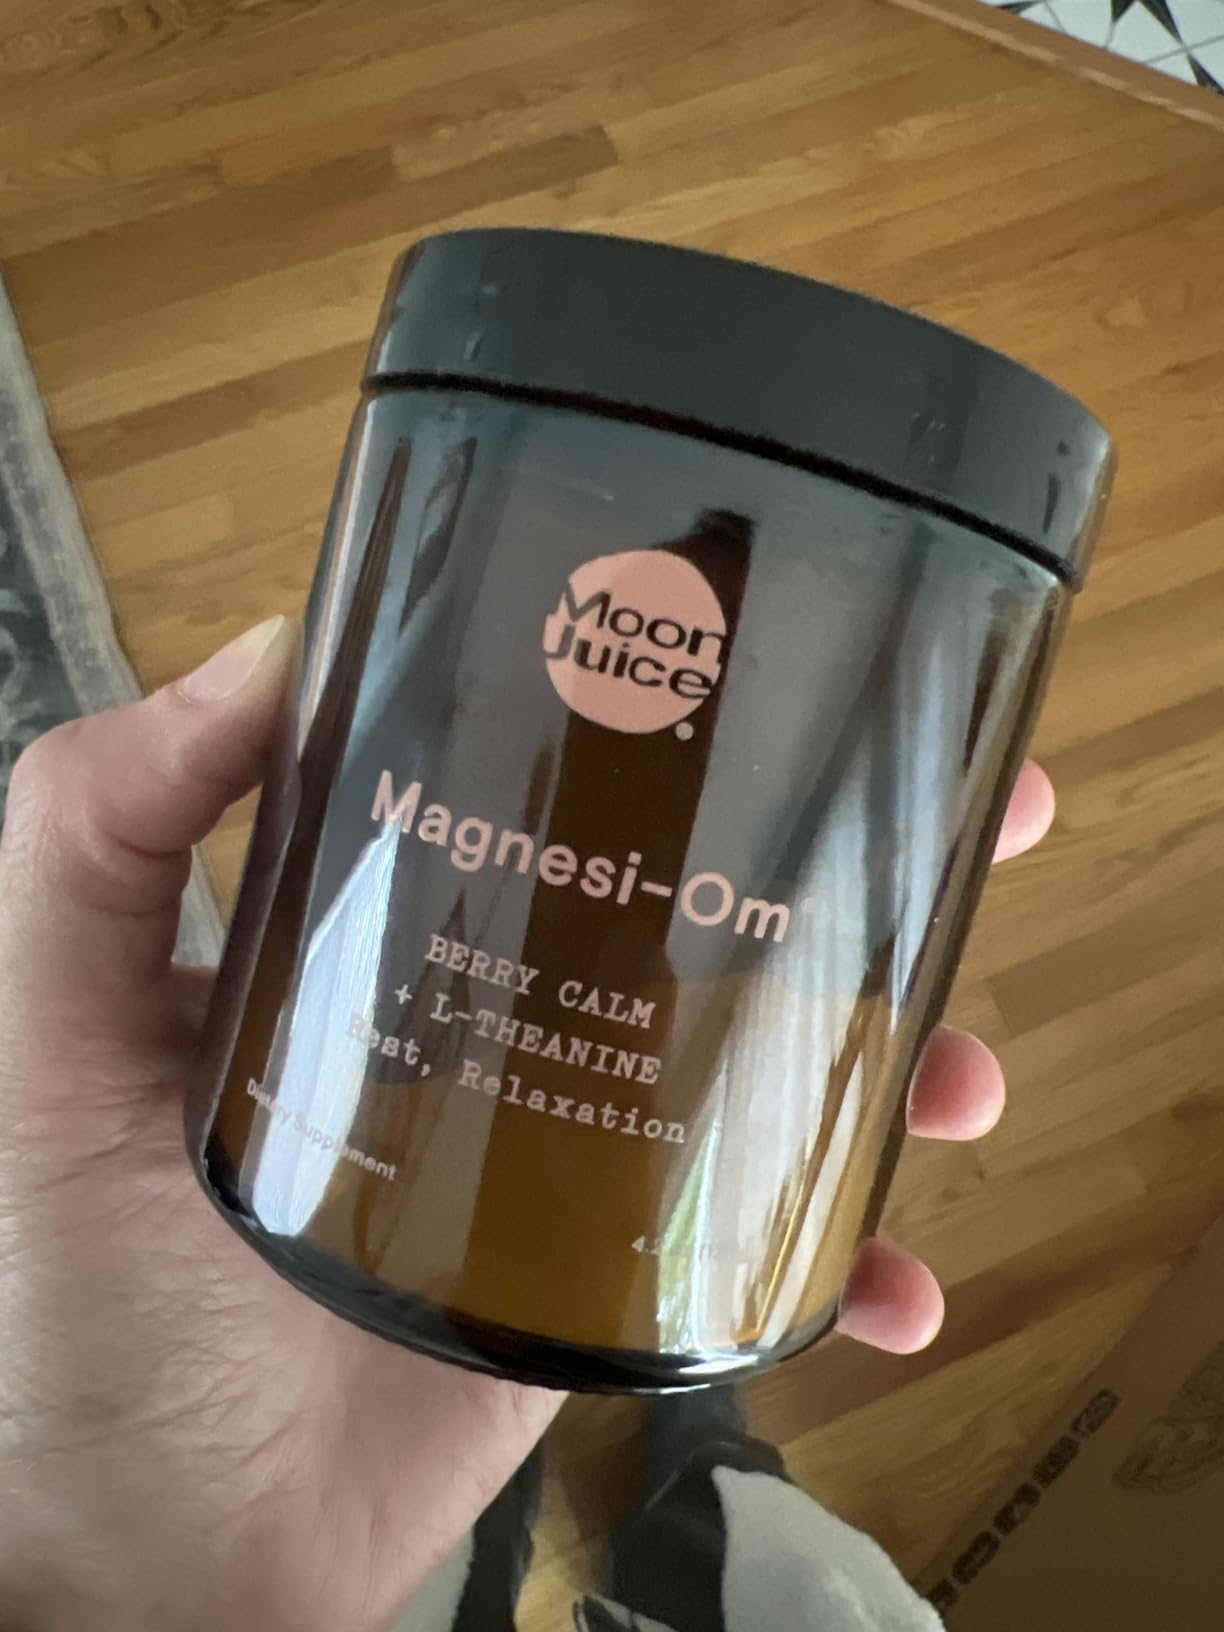 Moon
Juice
Magnesi-Om
BERRY CALM
+ L-THEANINE
Rest, Relaxation
Dietary Supplement